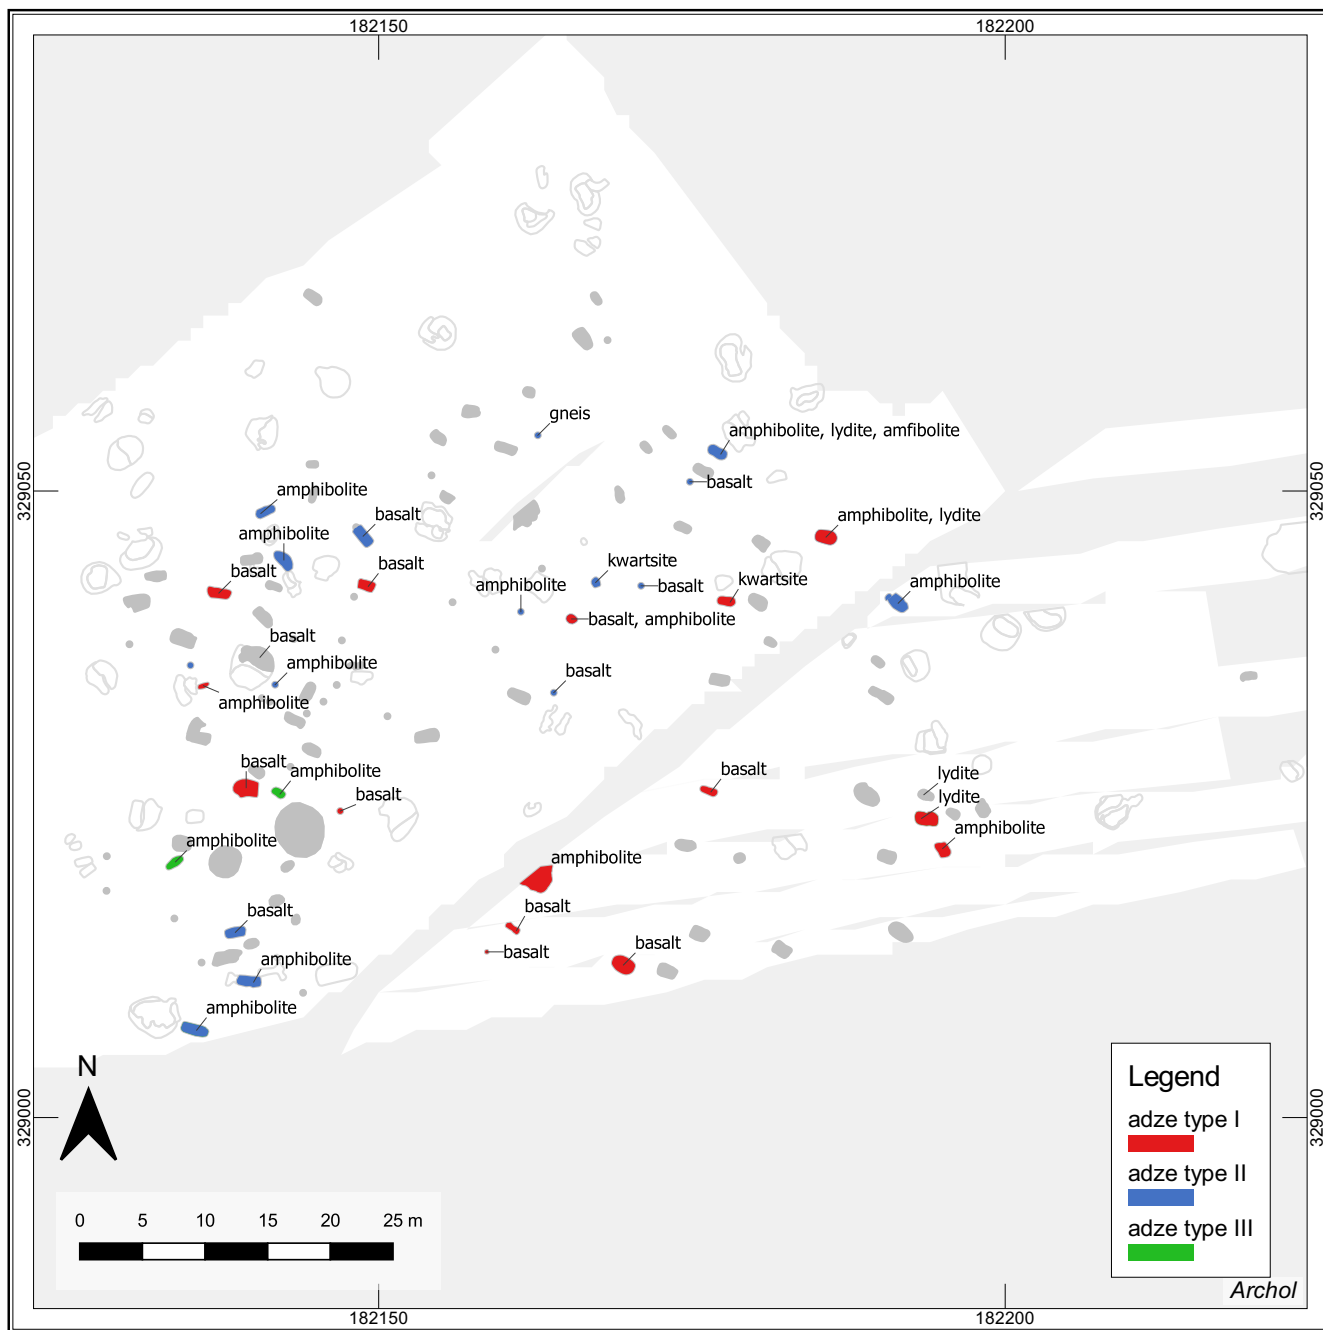 182150
182200
gneis
amphibolite, lydite, amfibolite
basalt
329050
329050
amphibolite
basalt
amphibolite, lydite
amphibolite
basalt
basalt
kwartsite
basalt
kwartsite
amphibolite
amphibolite
basalt, amphibolite
basalt
amphibolite
basalt
amphibolite
basalt
amphibolite
basalt
basalt
lydite
lydite
amphibolite
amphibolite
amphibolite
basalt
basalt
basalt
basalt
amphibolite
amphibolite
N
329000
329000
Legend
adze type I
adze type II
adze type III
0 5 10 15 20 25 m
Archol
182150
182200